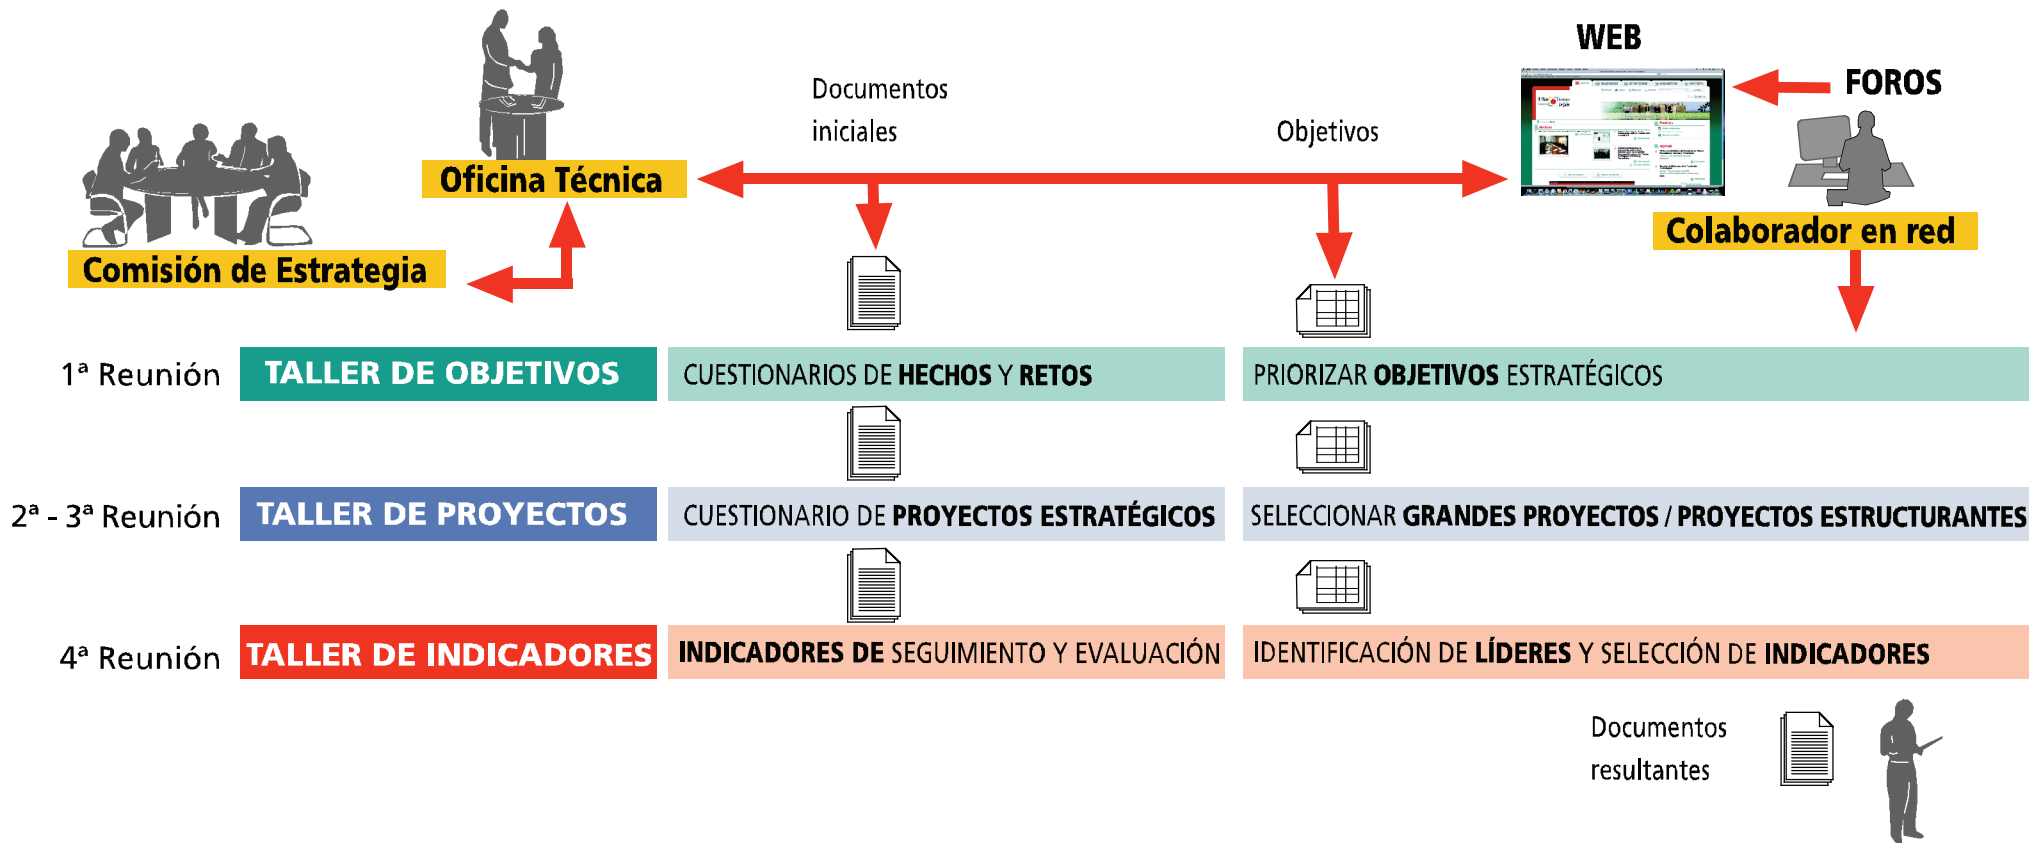 WEB
FOROS
Documentos
iniciales
Objetivos
Oficina Técnica
Colaborador en red
Comisión de Estrategia
1ª Reunión
TALLER DE OBJETIVOS
CUESTIONARIOS DE HECHOS Y RETOS
PRIORIZAR OBJETIVOS ESTRATÉGICOS
2ª - 3ª Reunión
TALLER DE PROYECTOS
CUESTIONARIO DE PROYECTOS ESTRATÉGICOS
SELECCIONAR GRANDES PROYECTOS / PROYECTOS ESTRUCTURANTES
4ª Reunión
TALLER DE INDICADORES
INDICADORES DE SEGUIMIENTO Y EVALUACIÓN
IDENTIFICACIÓN DE LÍDERES Y SELECCIÓN DE INDICADORES
Documentos
resultantes